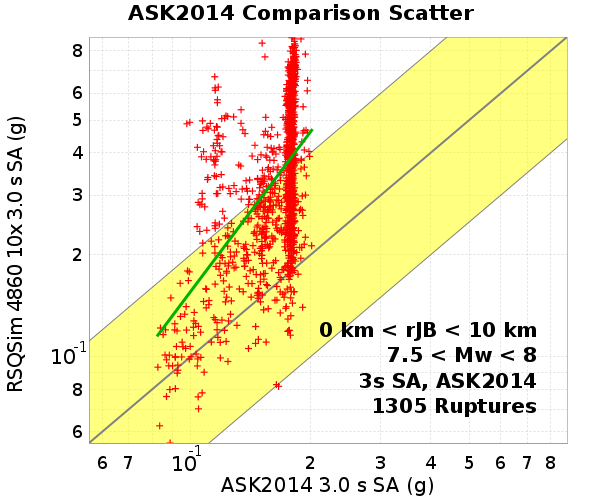 ASK2014 Comparison Scatter
RSQSim 4860 10x 3.0 s SA (g)
8
6
5
4
3
2
10^-1
8
6
0 km < rJB < 10 km
7.5 < Mw < 8
3s SA, ASK2014
1305 Ruptures
6 7 8 10^-1 2 3 4 5 6 7 8
ASK2014 3.0 s SA (g)